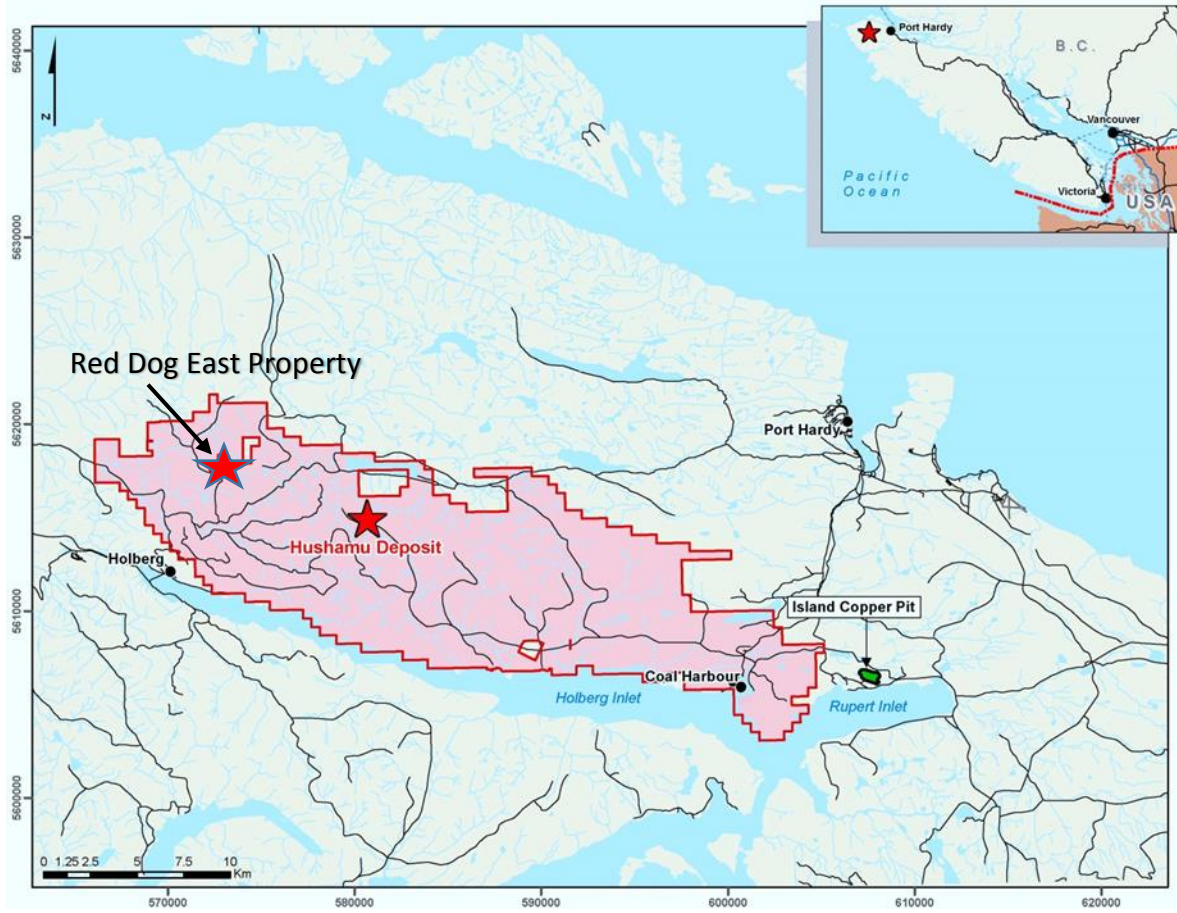 Port Hardy
B.C.
Vancouver
Pacific
Ocean
Victoria
USA
5640000
N
5630000
Red Dog East Property
5620000
Port Hardy
Hushamu Deposit
Holberg
5610000
Island Copper Pit
Coal Harbour
Holberg Inlet
Rupert Inlet
5600000
0 1.25 2.5 5 7.5 10
Km
570000 580000 590000 600000 610000 620000